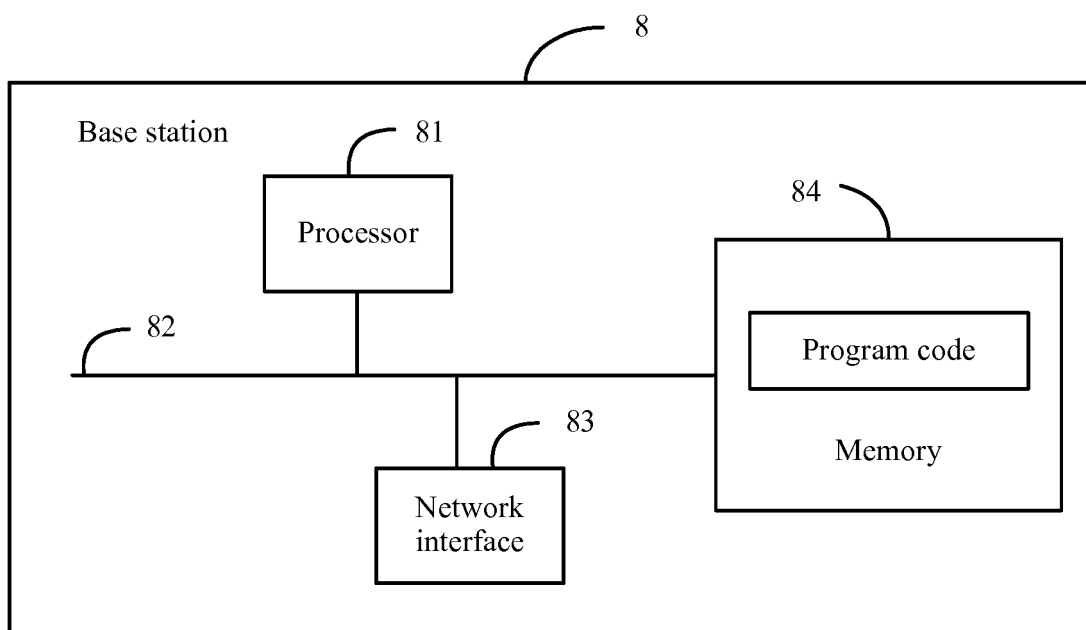 8
Base station
81
Processor
84
82
Program code
83
Memory
Network
interface